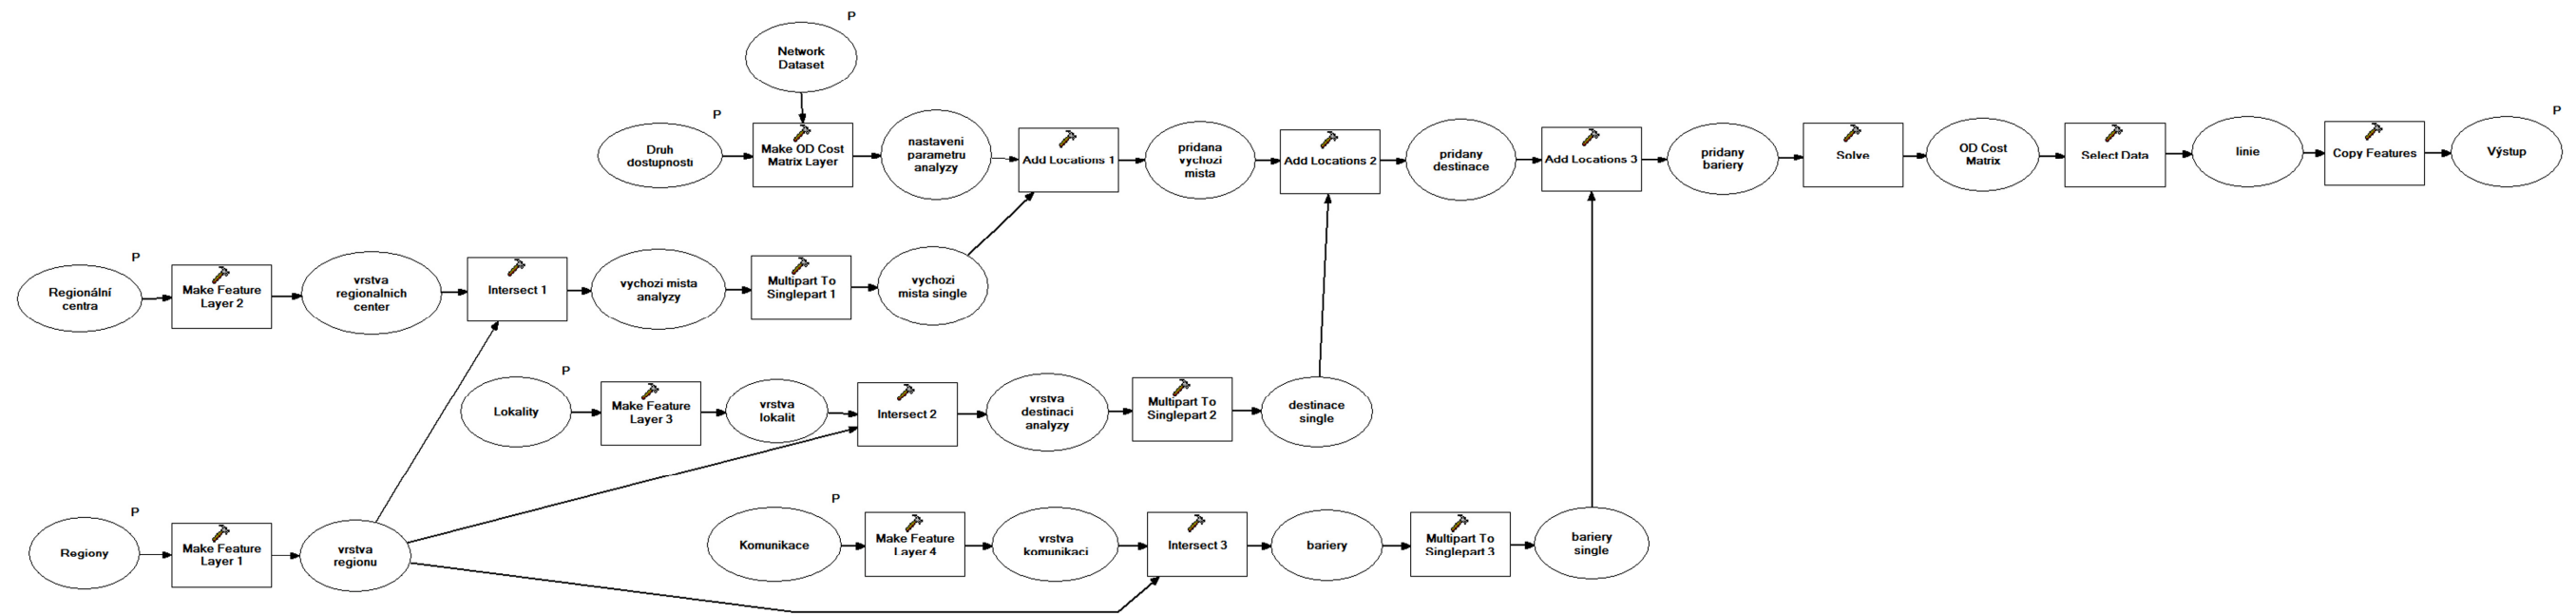 P
Network
Dataset
P
Druh
dostupnosti
Make OD Cost
Matrix Layer
nastaveni
parametru
analyzy
Add Locations 1
pridana
vychozi
mista
Add Locations 2
pridany
destinace
Add Locations 3
pridany
bariery
Solve
OD Cost
Matrix
Select Data
linie
Copy Features
P
Výstup
P
Regionální
centra
Make Feature
Layer 2
vrstva
regionalnich
center
Intersect 1
vychozi mista
analyzy
Multipart To
Singlepart 1
vychozi
mista single
P
Lokality
Make Feature
Layer 3
vrstva
lokalit
Intersect 2
vrstva
destinaci
analyzy
Multipart To
Singlepart 2
destinace
single
P
Regiony
Make Feature
Layer 1
vrstva
regionu
P
Komunikace
Make Feature
Layer 4
vrstva
komunikaci
Intersect 3
bariery
Multipart To
Singlepart 3
bariery
single